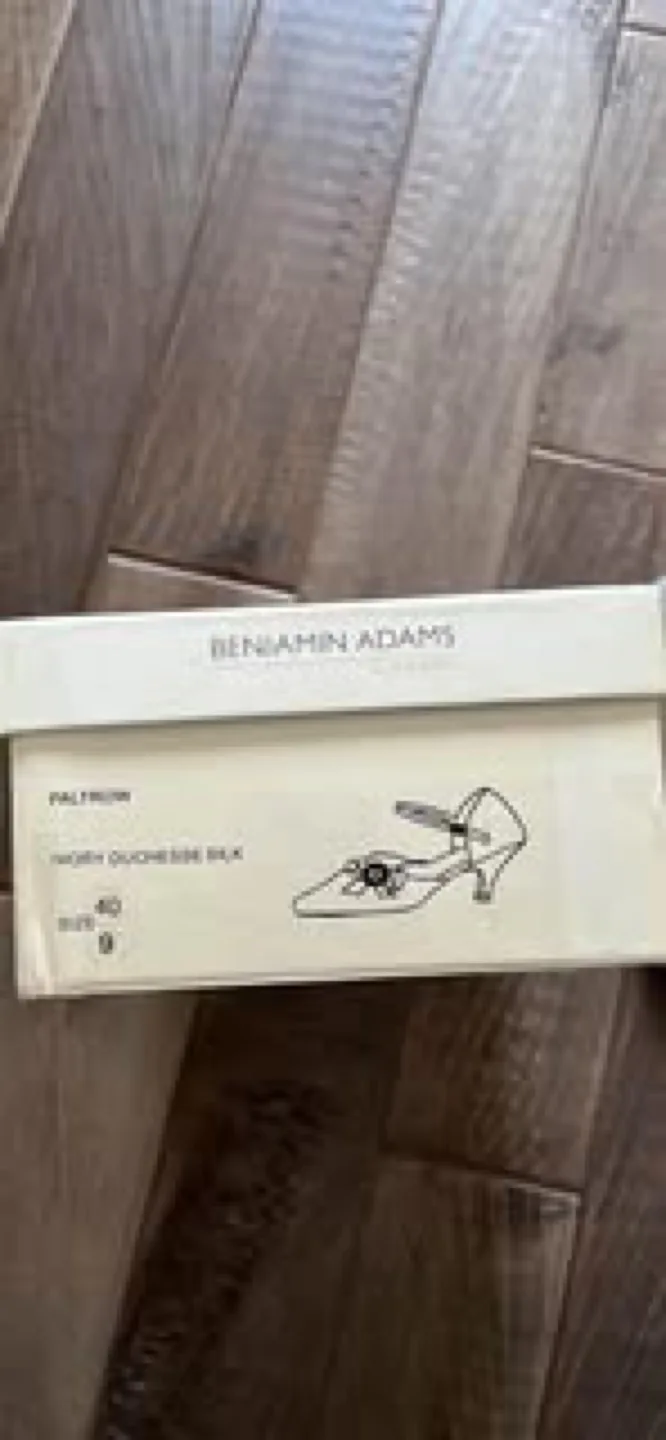 BENJAMIN ADAMS
PALTROW
IVORY DUCHESSE SILK
SIZE 40
9